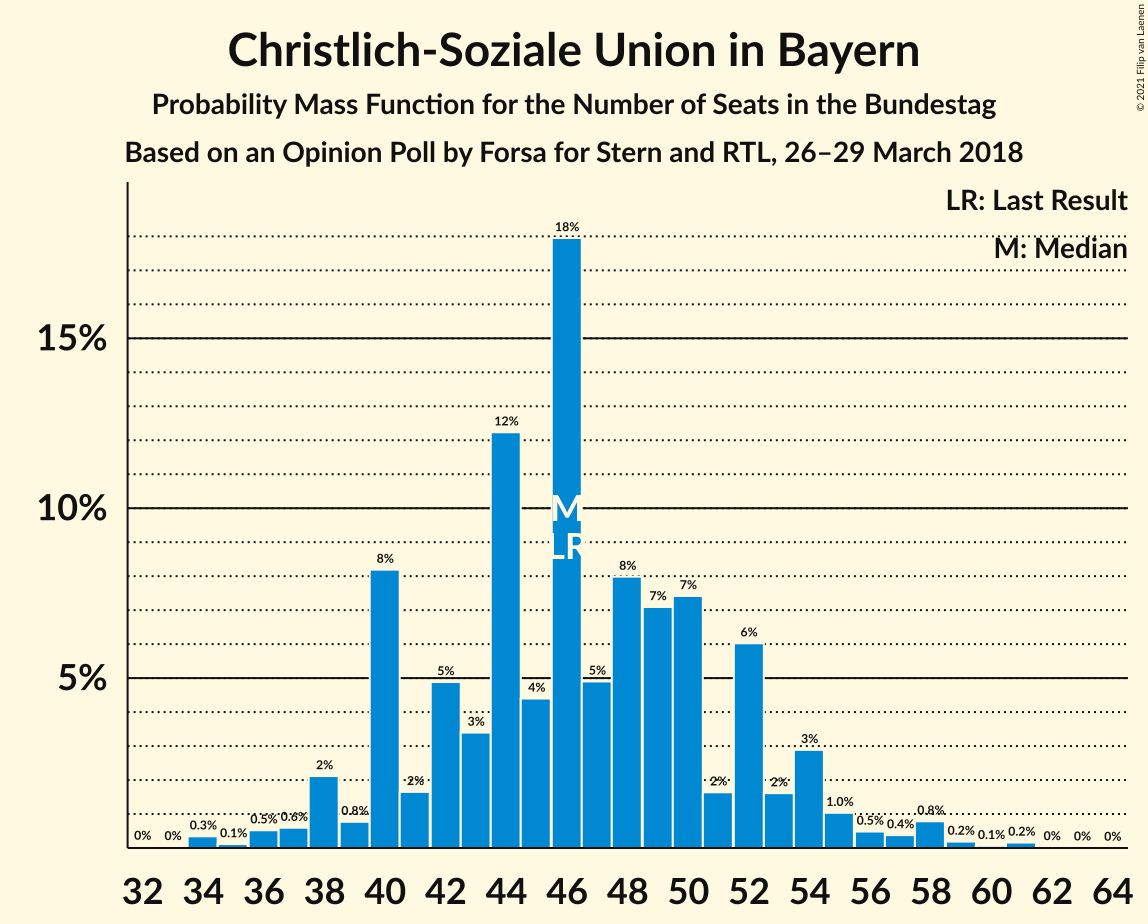 Christlich-Soziale Union in Bayern
Probability Mass Function for the Number of Seats in the Bundestag
Based on an Opinion Poll by Forsa for Stern and RTL, 26–29 March 2018
© 2021 Filip van Laenen
LR: Last Result
M: Median
15%
10%
5%
0% 0% 0.3% 0.1% 0.5% 0.6% 2% 0.8% 8% 2% 5% 3% 12% 4% 18% 5% 8% 7% 7% 2% 6% 2% 3% 1.0% 0.5% 0.4% 0.8% 0.2% 0.1% 0.2% 0% 0% 0%
M
LR
32 34 36 38 40 42 44 46 48 50 52 54 56 58 60 62 64